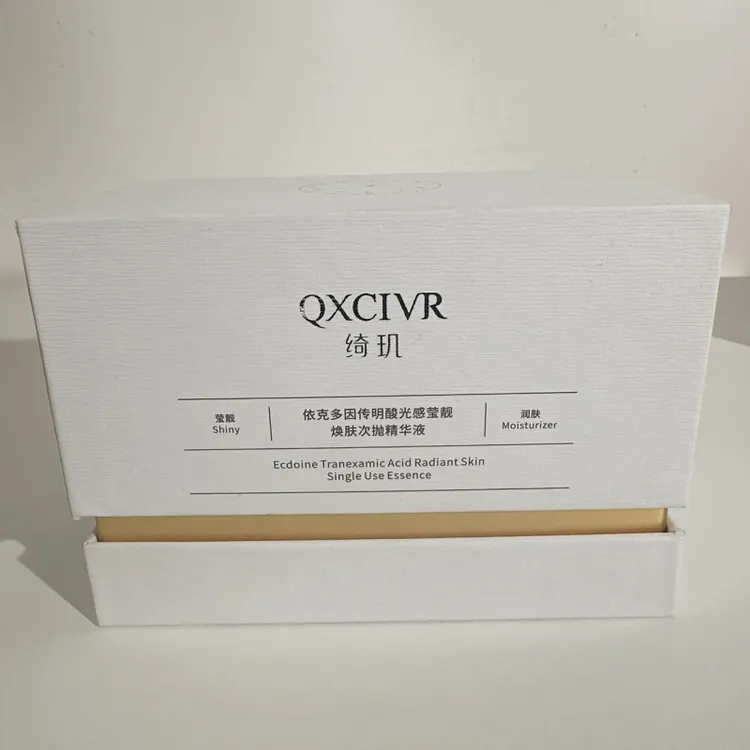 QXCIVR
绮玑
莹靓
Shiny
依克多因传明酸光感莹靓
焕肤次抛精华液
润肤
Moisturizer
Ecdoine Tranexamic Acid Radiant Skin
Single Use Essence